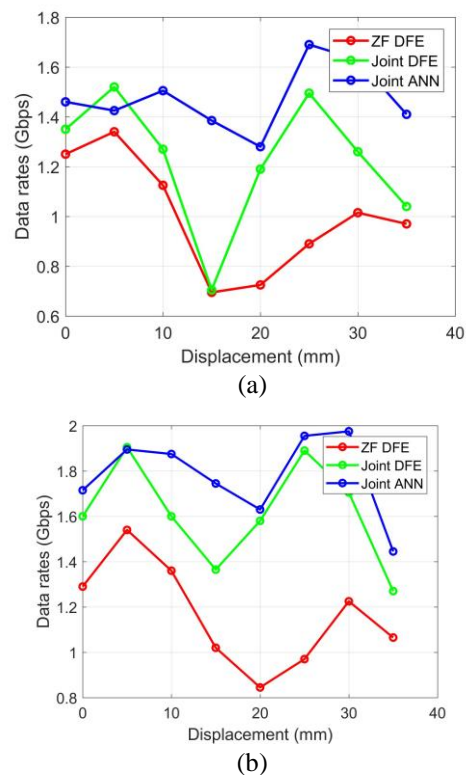 1.8
1.6
1.4
1.2
1
0.8
0.6
Data rates (Gbps)
ZF DFE
Joint DFE
Joint ANN
0 10 20 30 40
Displacement (mm)
(a)
2
1.8
1.6
1.4
1.2
1
0.8
Data rates (Gbps)
ZF DFE
Joint DFE
Joint ANN
0 10 20 30 40
Displacement (mm)
(b)